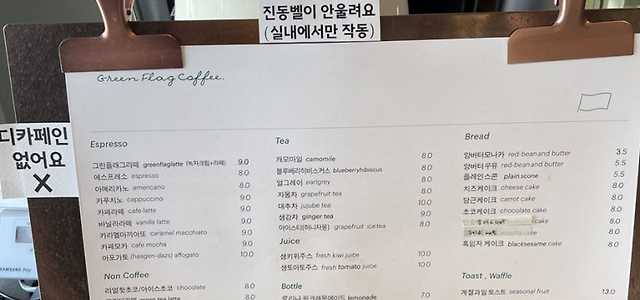 진동벨이 안울려요
(실내에서만 작동)
Green Flag Coffee.
디카페인
없어요
X
Espresso
그린플래그라떼 greenflaglatte 9.0
에스프레소 espresso 8.0
아메리카노 americano 8.0
카푸치노 cappuccino 9.0
카페라떼 cafe latte 9.0
바닐라라떼 vanilla latte 9.0
카라멜마끼아또 caramel macchiato 9.0
카페모카 cafe mocha 9.0
아포가토 (haagen-dazs) affogato 10.0
Non Coffee
리얼핫초코/아이스초코 chocolate 8.0
green tea latte 8.0
Tea
캐모마일 camomile 8.0
블루베리히비스커스 blueberryhibiscus 8.0
얼그레이 earlgrey 8.0
자몽차 grapefruit tea 8.0
대추차 jujube tea 10.0
생강차 ginger tea 9.0
아이스티(허니자몽) grapefruit icetea 8.0
Juice
생키위주스 fresh kiwi juice 10.0
생토마토주스 fresh tomato juice 10.0
Bottle
lemonade 7.0
Bread
앙버터모나카 red-bean and butter 3.5
앙버터우유 red-bean and butter 5.5
플레인스콘 plain scone 5.5
치즈케이크 cheese cake 8.0
당근케이크 carrot cake 8.0
초코케이크 chocolate cake 8.0
cake 8.0
cake 8.0
흑임자 케이크 blacksesame cake 8.0
Toast , Waffle
계절과일 토스트 seasonal fruit 13.0
SAMSUNG PAY